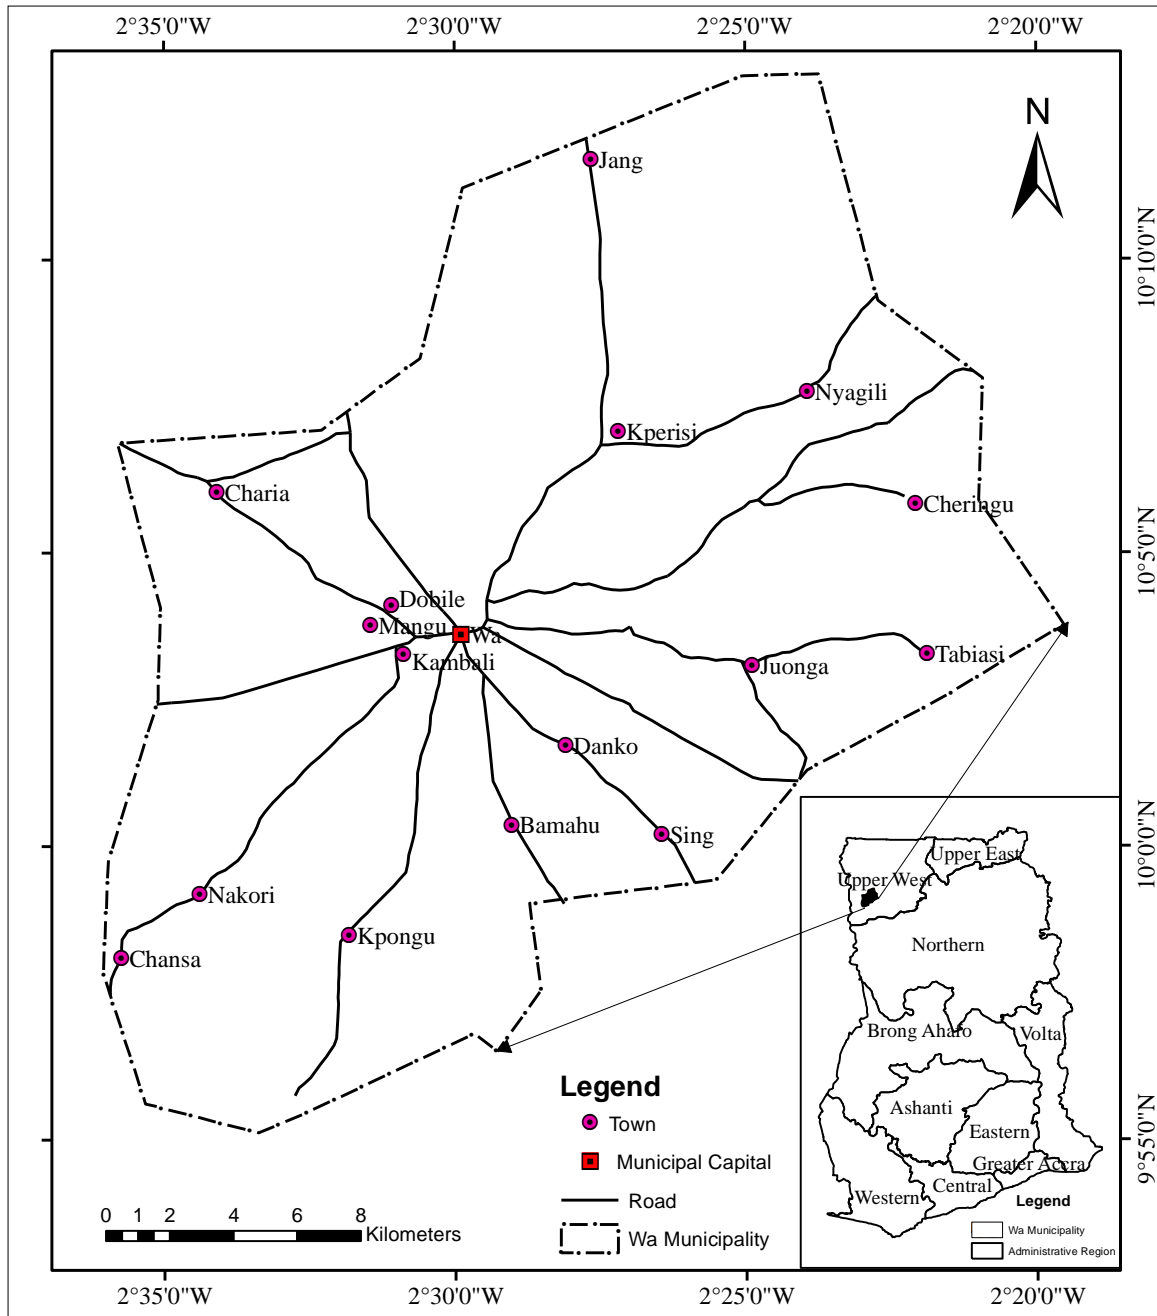 2°35'0"W 2°30'0"W 2°25'0"W 2°20'0"W
N
Jang
10°10'0"N
Nyagili
Kperisi
Charia
Cheringu
10°5'0"N
Dobile
Mangu
Wa
Kambali
Juonga
Tabiasi
Danko
Bamahu
Sing
10°0'0"N
Nakori
Kpongu
Chansa
Upper East
Upper West
Northern
Brong Aharo
Volta
Ashanti
Eastern
Greater Accra
Central
Western
Legend
Wa Municipality
Administrative Region
9°55'0"N
Legend
Town
Municipal Capital
Road
Wa Municipality
0 1 2 4 6 8
Kilometers
2°35'0"W 2°30'0"W 2°25'0"W 2°20'0"W